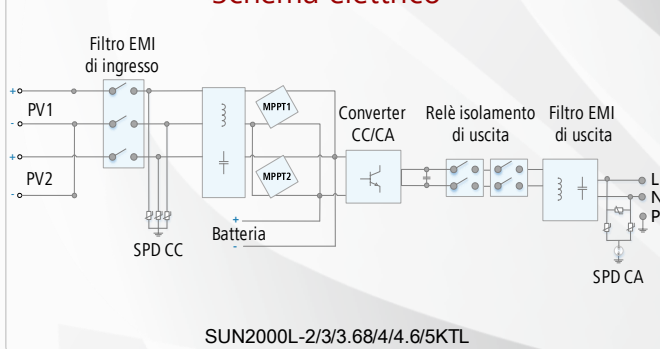 Schema elettrico
Filtro EMI
di ingresso
+
PV1
-
+
PV2
-
SPD CC
MPPT1
MPPT2
+
Batteria
-
Converter
CC/CA
Relè isolamento
di uscita
Filtro EMI
di uscita
L
N
SPD CA
SUN2000L-2/3/3.68/4/4.6/5KTL